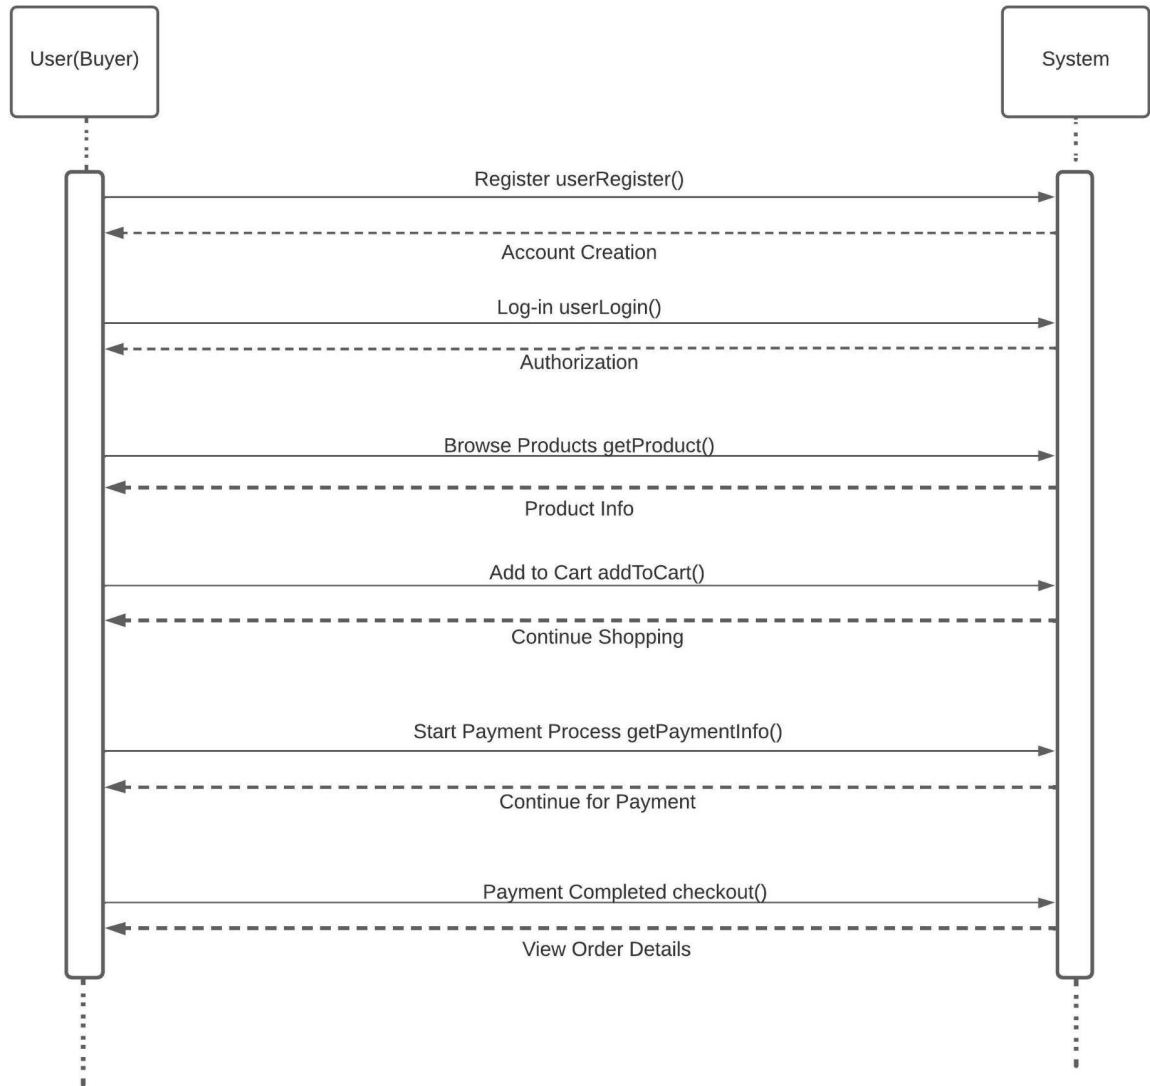 User(Buyer)
System
Register userRegister()
Account Creation
Log-in userLogin()
Authorization
Browse Products getProduct()
Product Info
Add to Cart addToCart()
Continue Shopping
Start Payment Process getPaymentInfo()
Continue for Payment
Payment Completed checkout()
View Order Details